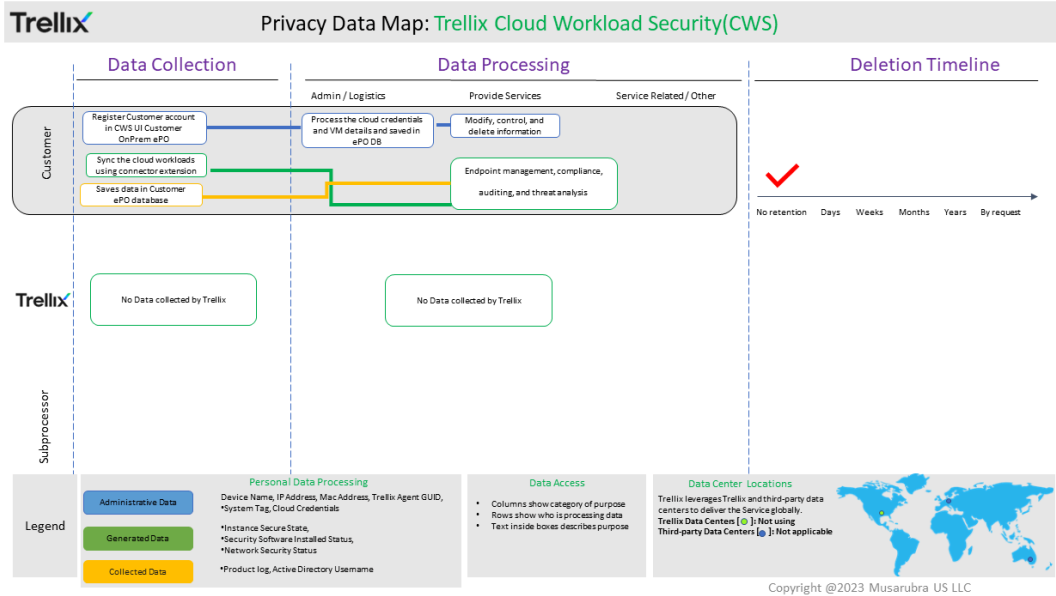 Trellix
Privacy Data Map: Trellix Cloud Workload Security(CWS)
Data Collection
Data Processing
Deletion Timeline
Admin / Logistics
Provide Services
Service Related/ Other
Customer
Register Customer account
in CWS UI Customer
OnPrem ePO
Process the cloud credentials
and VM details and saved in
ePO DB
Modify, control, and
delete information
Sync the cloud workloads
using connector extension
Saves data in Customer
ePO database
Endpoint management, compliance,
auditing, and threat analysis
No retention
Days
Weeks
Months
Years
By request
Trellix
No Data collected by Trellix
No Data collected by Trellix
Subprocessor
Legend
Personal Data Processing
Administrative Data
Device Name, IP Address, Mac Address, Trellix Agent GUID,
•System Tag, Cloud Credentials
Generated Data
•Instance Secure State,
•Security Software Installed Status,
•Network Security Status
Collected Data
•Product log, Active Directory Username
Data Access
• Columns show category of purpose
• Rows show who is processing data
• Text inside boxes describes purpose
Data Center Locations
Trellix leverages Trellix and third-party data
centers to deliver the Service globally.
Trellix Data Centers [ ]: Not using
Third-party Data Centers [ ]: Not applicable
Copyright @2023 Musarubra US LLC